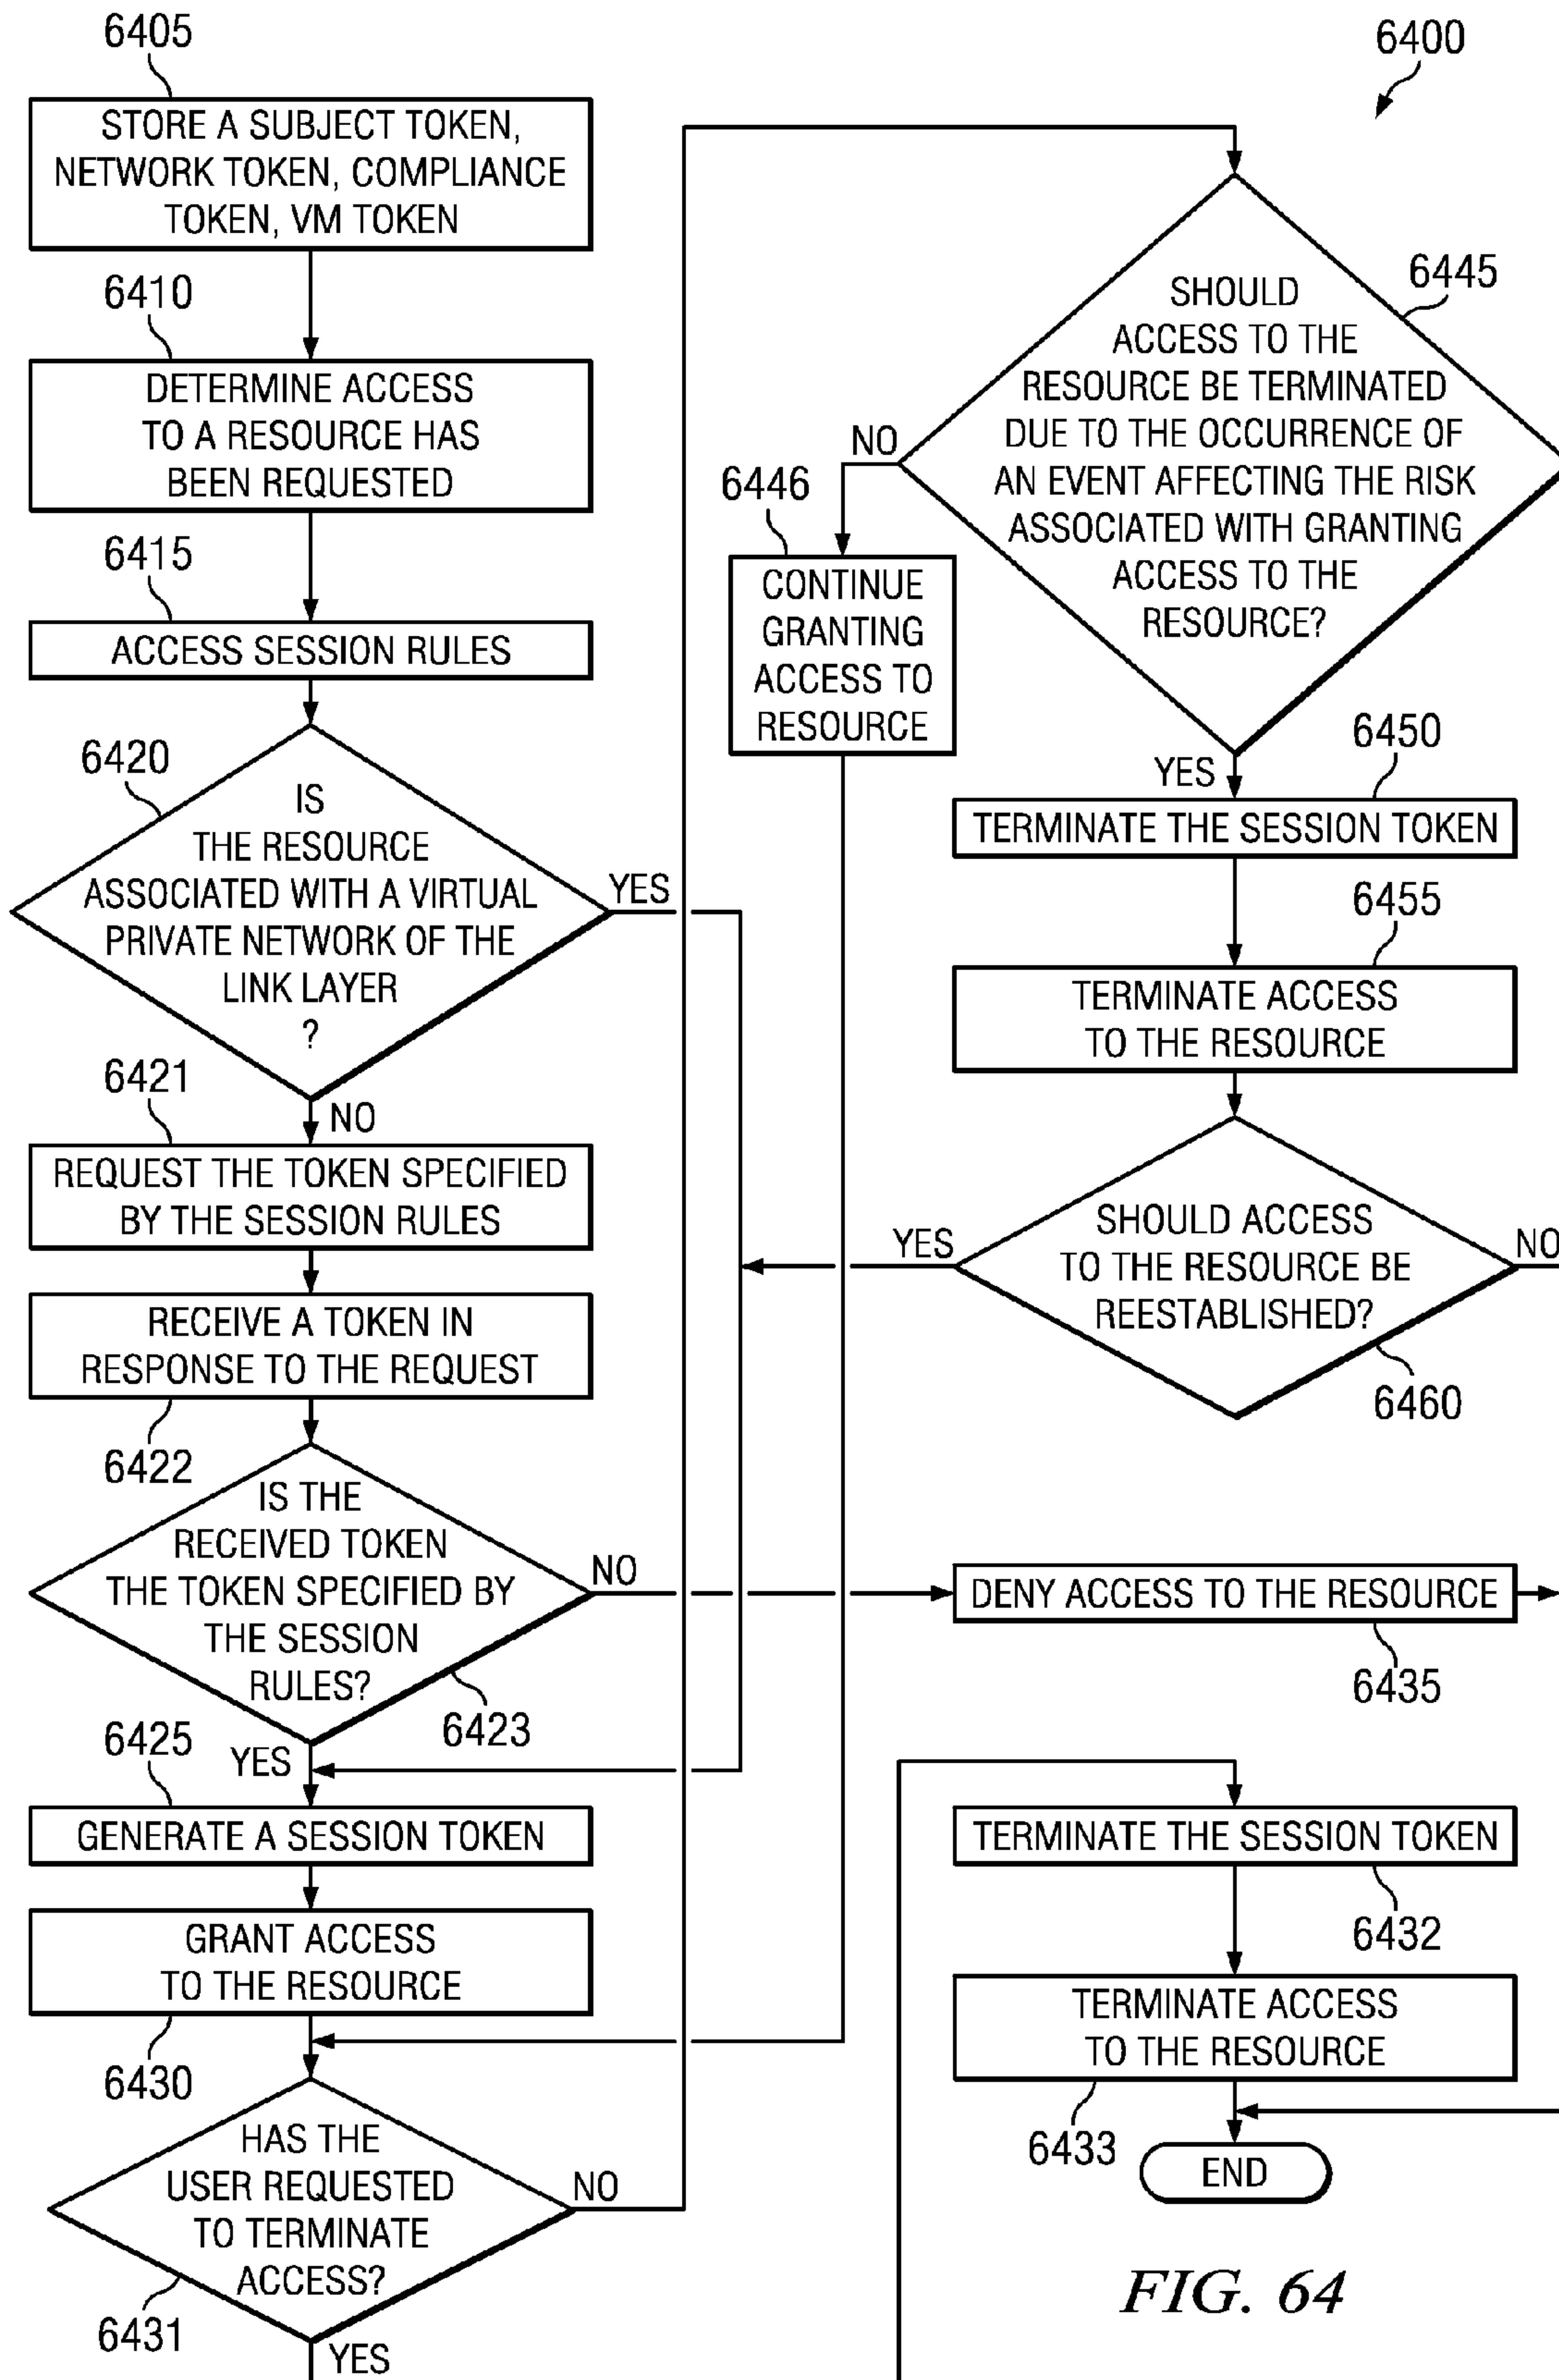 6405
STORE A SUBJECT TOKEN,
NETWORK TOKEN, COMPLIANCE
TOKEN, VM TOKEN
6410
DETERMINE ACCESS
TO A RESOURCE HAS
BEEN REQUESTED
6415
ACCESS SESSION RULES
6420
IS
THE RESOURCE
ASSOCIATED WITH A VIRTUAL
PRIVATE NETWORK OF THE
LINK LAYER
?
YES
NO
6421
REQUEST THE TOKEN SPECIFIED
BY THE SESSION RULES
RECEIVE A TOKEN IN
RESPONSE TO THE REQUEST
6422
IS THE
RECEIVED TOKEN
THE TOKEN SPECIFIED BY
THE SESSION
RULES?
NO
6423
YES
6425
GENERATE A SESSION TOKEN
GRANT ACCESS
TO THE RESOURCE
6430
HAS THE
USER REQUESTED
TO TERMINATE
ACCESS?
NO
6431
YES
6400
6445
SHOULD
ACCESS TO THE
RESOURCE BE TERMINATED
DUE TO THE OCCURRENCE OF
AN EVENT AFFECTING THE RISK
ASSOCIATED WITH GRANTING
ACCESS TO THE
RESOURCE?
NO
6446
CONTINUE
GRANTING
ACCESS TO
RESOURCE
YES
6450
TERMINATE THE SESSION TOKEN
6455
TERMINATE ACCESS
TO THE RESOURCE
SHOULD ACCESS
TO THE RESOURCE BE
REESTABLISHED?
YES
NO
6460
DENY ACCESS TO THE RESOURCE
6435
TERMINATE THE SESSION TOKEN
6432
TERMINATE ACCESS
TO THE RESOURCE
6433
END
FIG. 64